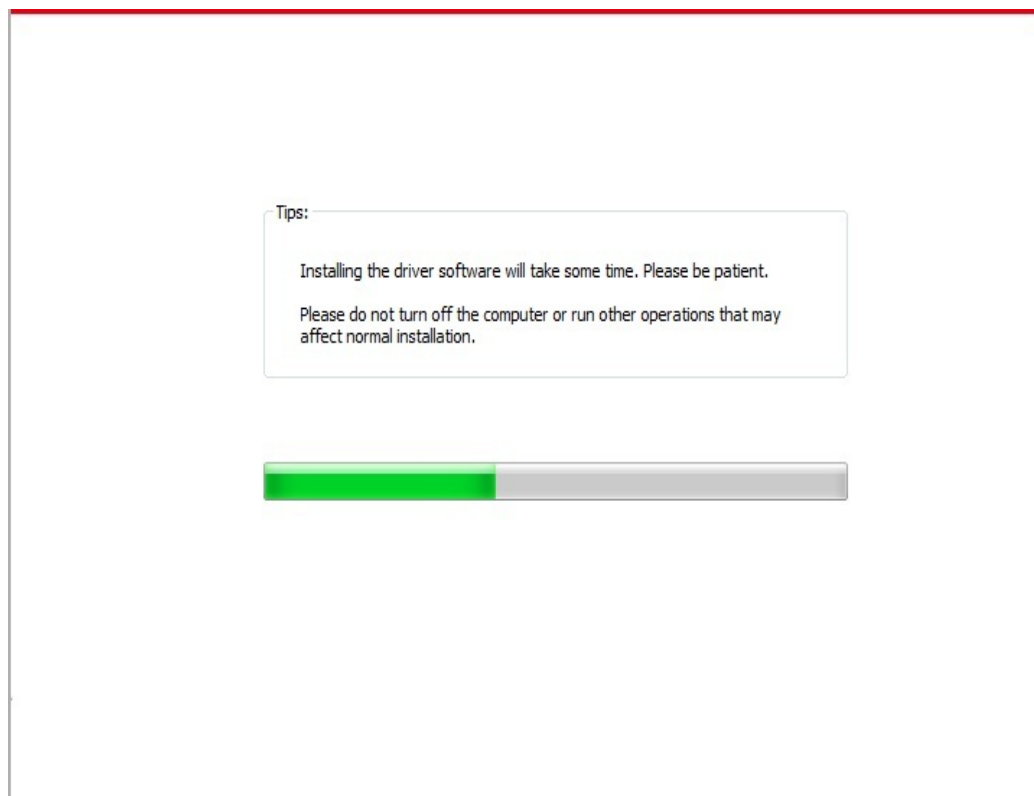 Tips:
Installing the driver software will take some time. Please be patient.
Please do not turn off the computer or run other operations that may
affect normal installation.